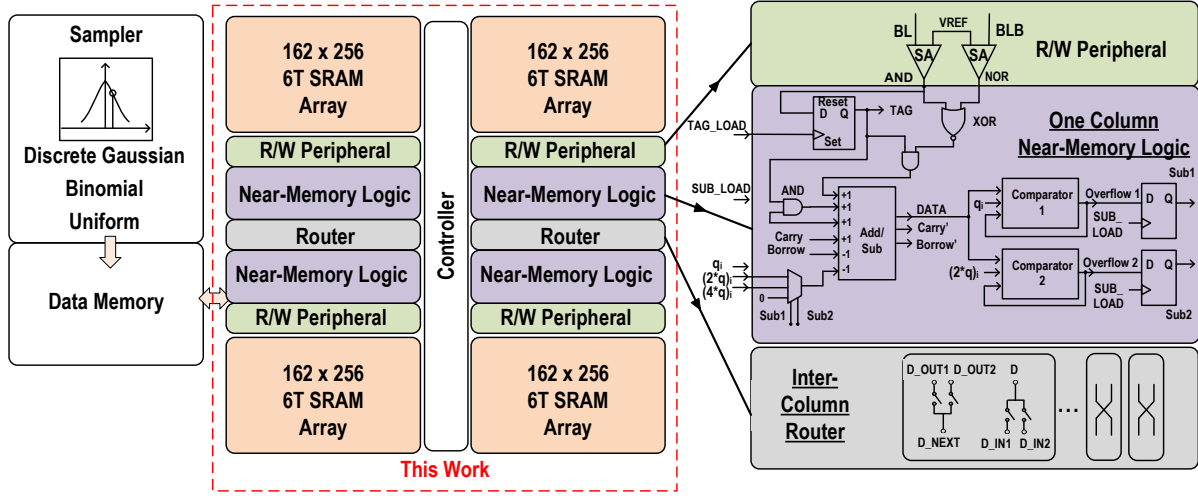 Sampler
Discrete Gaussian
Binomial
Uniform
Data Memory
162 x 256
6T SRAM
Array
R/W Peripheral
Near-Memory Logic
Router
Near-Memory Logic
R/W Peripheral
162 x 256
6T SRAM
Array
Controller
162 x 256
6T SRAM
Array
R/W Peripheral
Near-Memory Logic
Router
Near-Memory Logic
R/W Peripheral
162 x 256
6T SRAM
Array
This Work
BL
VREF
BLB
SA
SA
AND
NOR
R/W Peripheral
Reset
D Q
Set
TAG
TAG_LOAD
XOR
One Column
Near-Memory Logic
SUB_LOAD
AND
+1
+1
+1
+1
-1
-1
Carry
Borrow
Add/
Sub
DATA
Carry'
Borrow'
qi
(2*q)i
(4*q)i
0
Sub1
Sub2
qi
Comparator
1
Overflow 1
SUB_
LOAD
D Q
Sub1
(2*q)i
Comparator
2
Overflow 2
SUB_
LOAD
D Q
Sub2
Inter-
Column
Router
D_OUT1 D_OUT2
D_NEXT
D
D_IN1 D_IN2
...